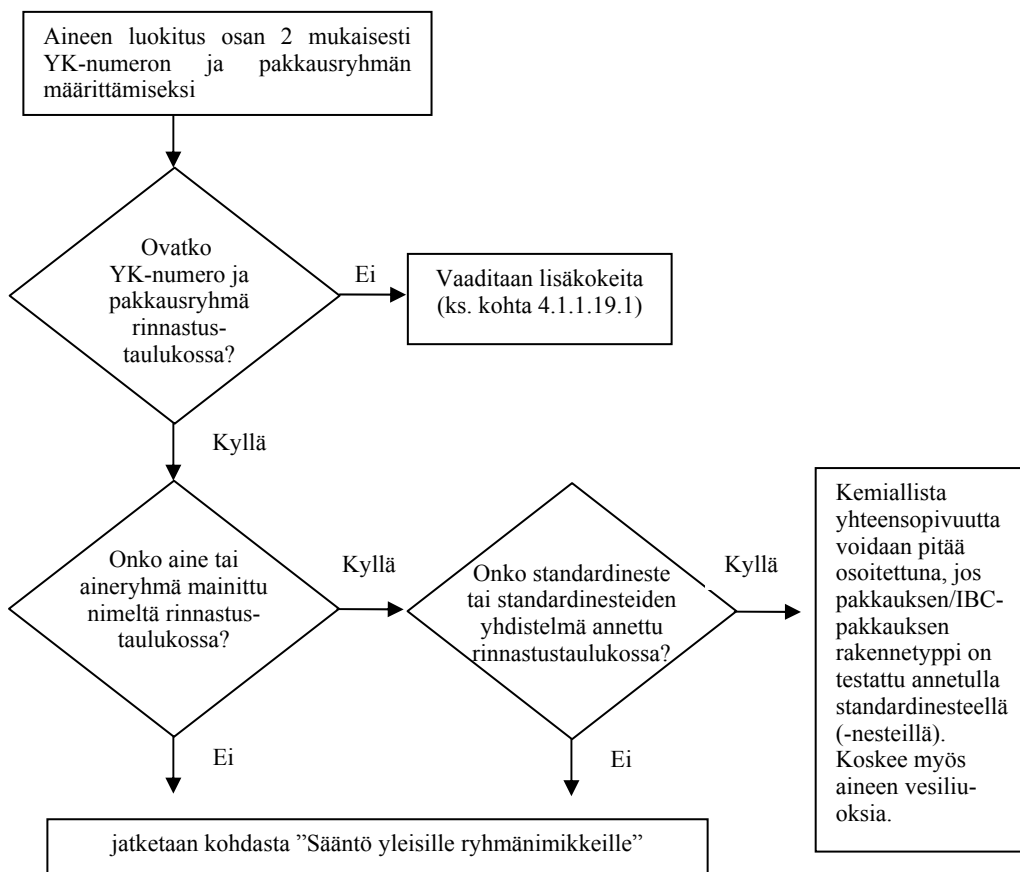 Aineen luokitus osan 2 mukaisesti
YK-numeron ja pakkausryhmän
määrittämiseksi
Ovatko
YK-numero ja
pakkausryhmä
rinnastus-
taulukossa?
Ei
Vaaditaan lisäkokeita
(ks. kohta 4.1.1.19.1)
Kyllä
Onko aine tai
aineryhmä mainittu
nimeltä rinnastus-
taulukossa?
Kyllä
Onko standardineste
tai standardinesteiden
yhdistelmä annettu
rinnastustaulukossa?
Kyllä
Kemiallista
yhteensopivuutta
voidaan pitää
osoitettuna, jos
pakkauksen/IBC-
pakkauksen
rakennetyppi on
testattu annetulla
standardinesteellä
(-nesteillä).
Koskee myös
aineen vesiliu-
oksia.
Ei
Ei
jatketaan kohdasta ”Sääntö yleisille ryhmänimikkeille”